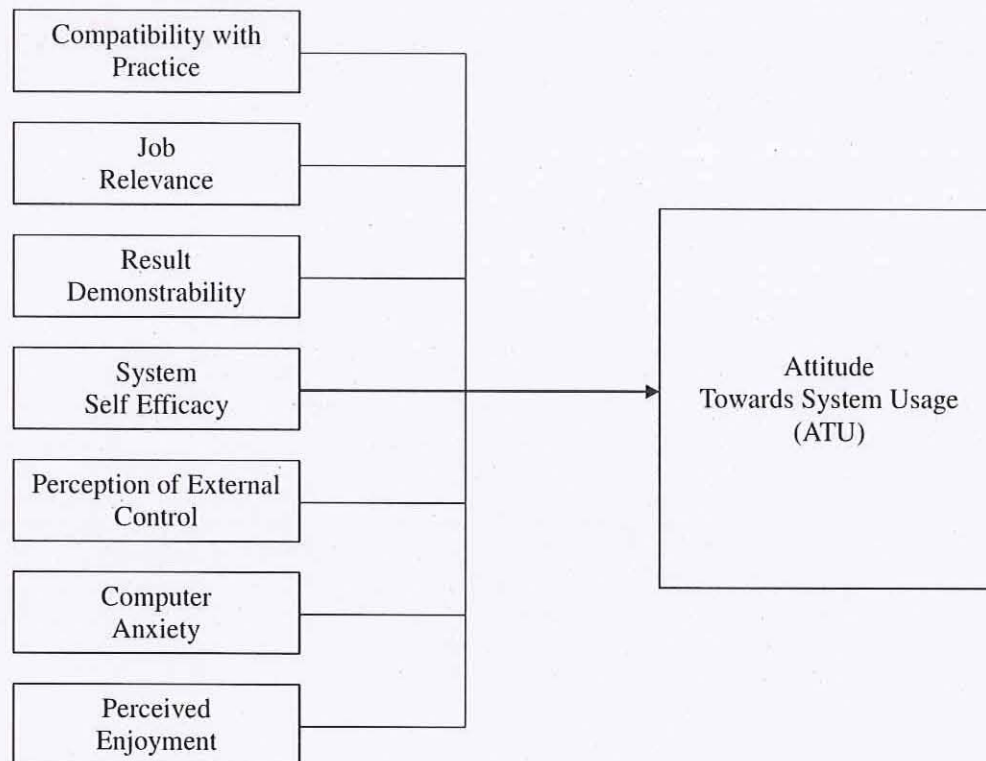 Compatibility with
Practice
Job
Relevance
Result
Demonstrability
System
Self Efficacy
Perception of External
Control
Computer
Anxiety
Perceived
Enjoyment
Attitude
Towards System Usage
(ATU)